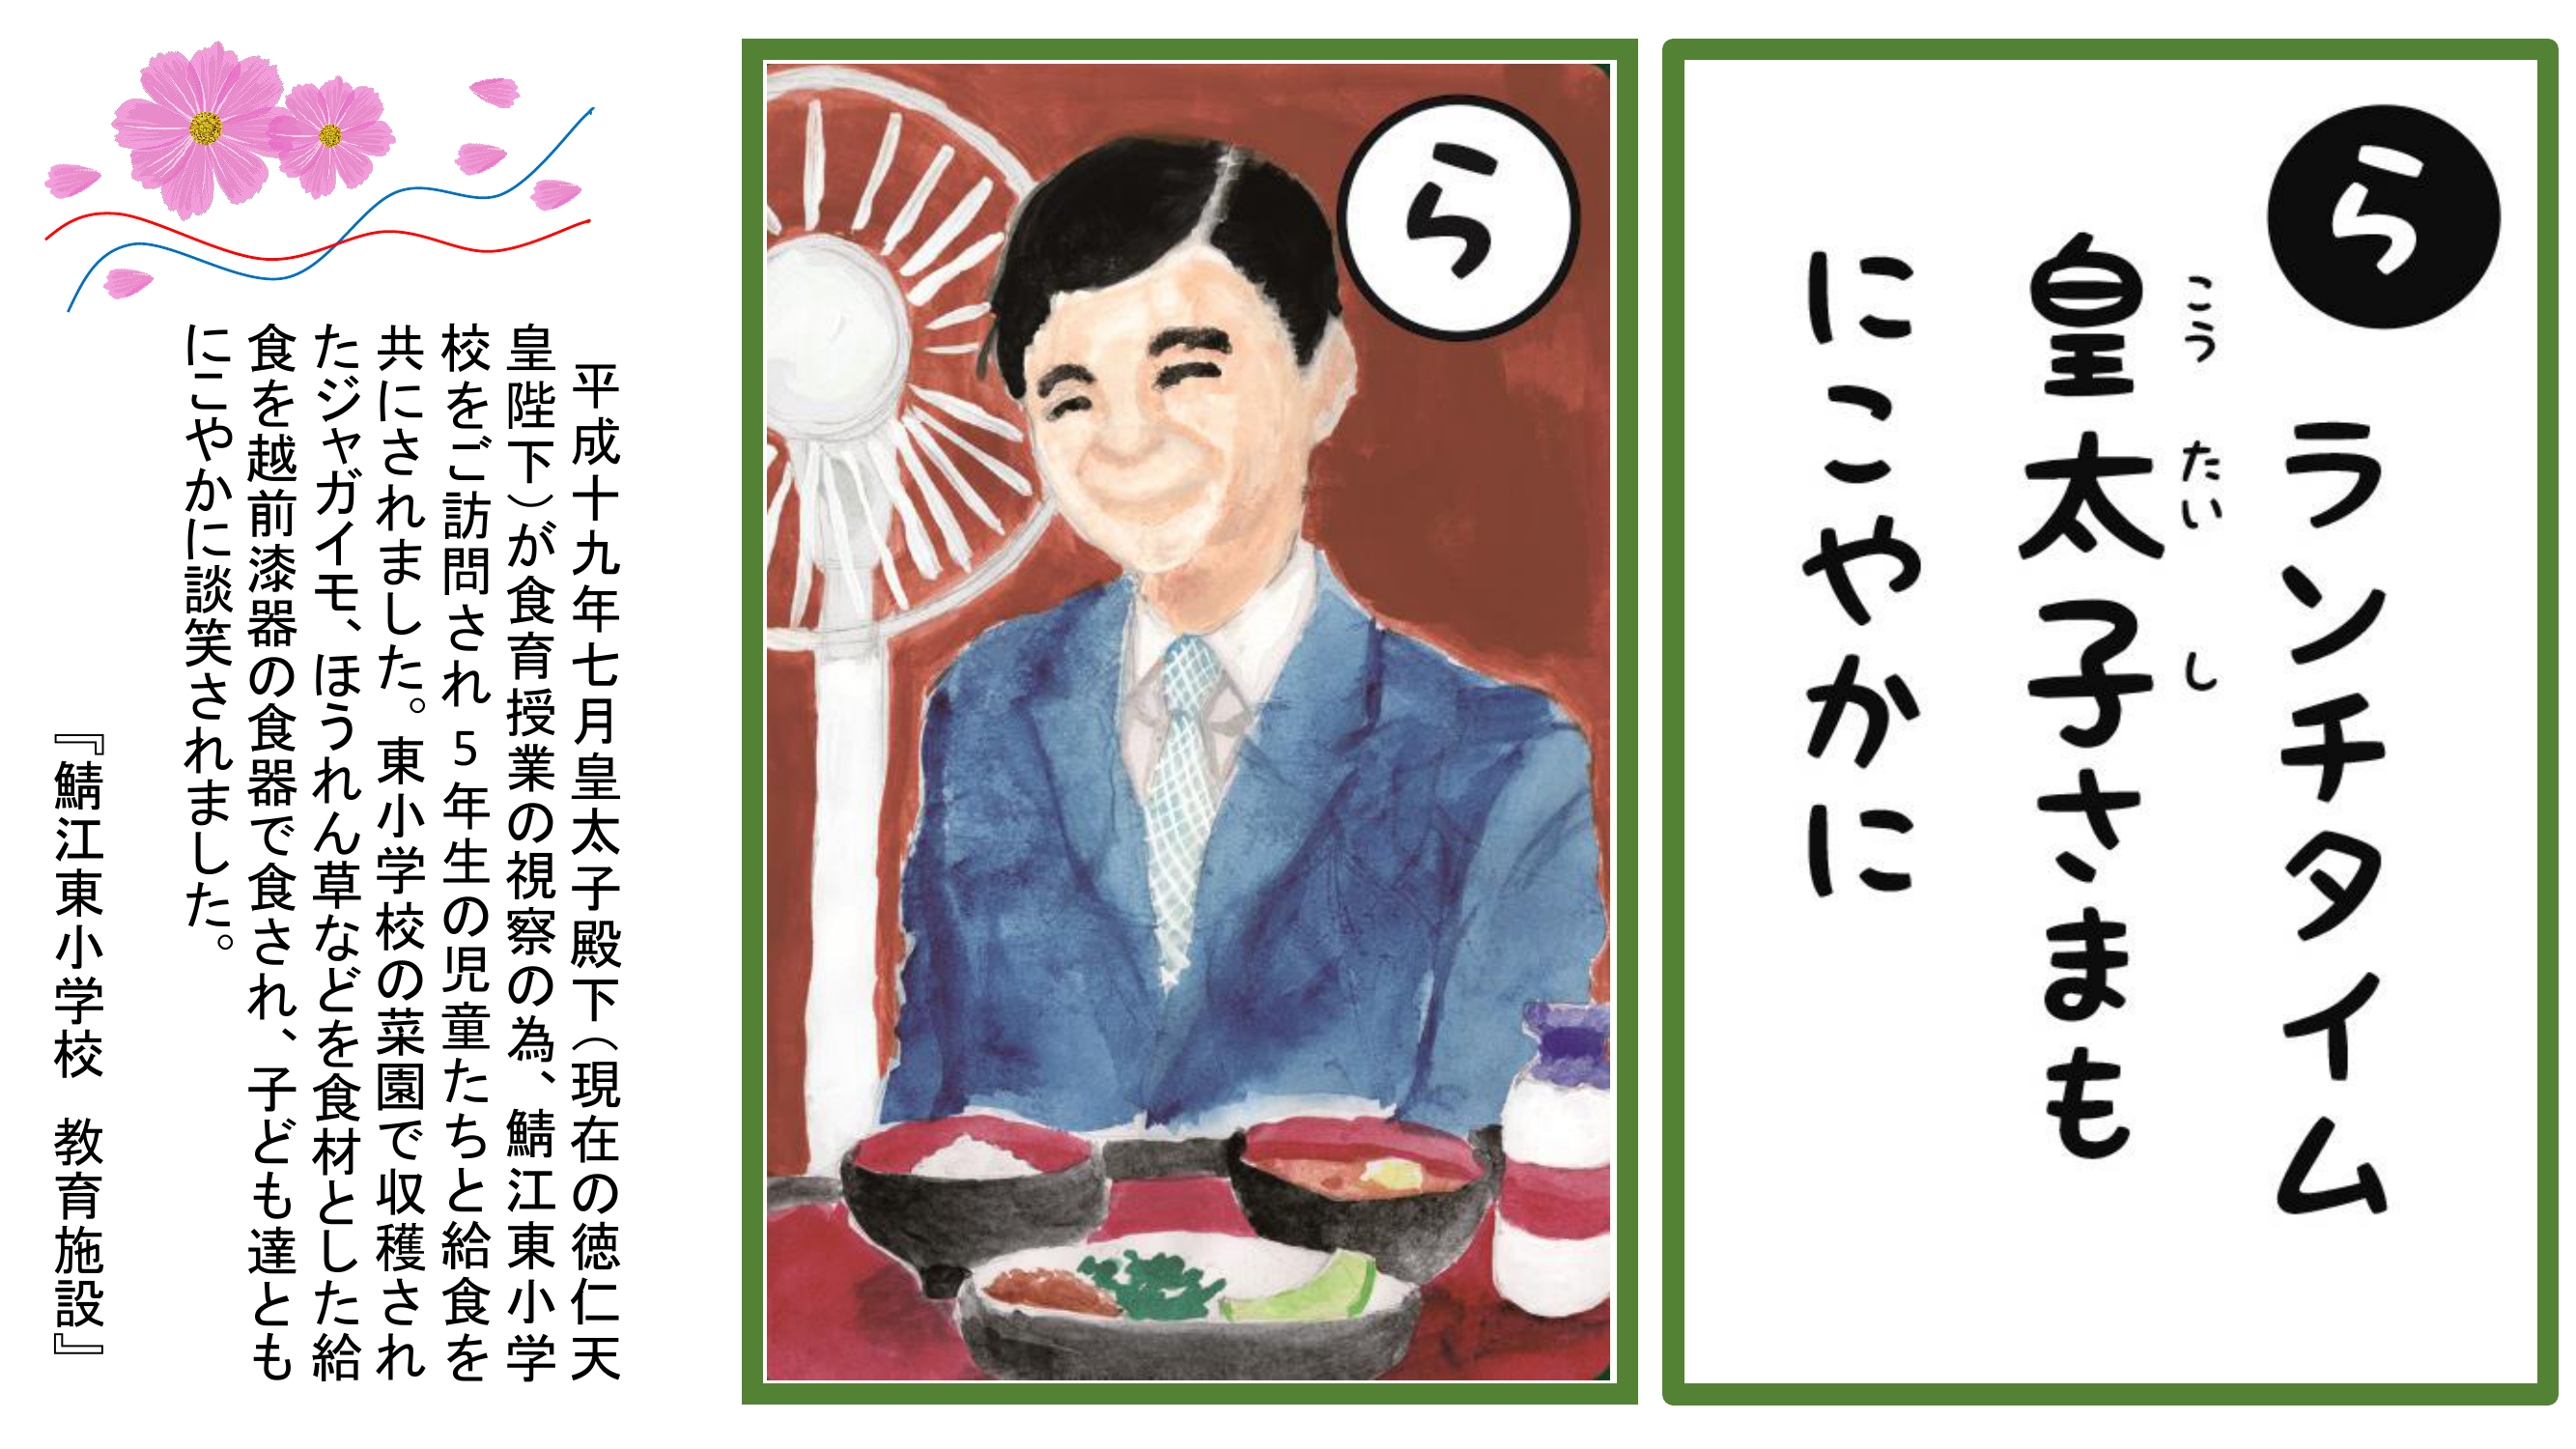 ら
ランチタイム
皇太子さまも
こうたいし
にこやかに
ら
平成十九年七月皇太子殿下（現在の徳仁天
皇陛下）が食育授業の視察の為、鯖江東小学
校をご訪問され5年生の児童たちと給食を
共にされました。東小学校の菜園で収穫され
たジャガイモ、ほうれん草などを食材とした給
食を越前漆器の食器で食され、子ども達とも
にこやかに談笑されました。
『鯖江東小学校　教育施設』